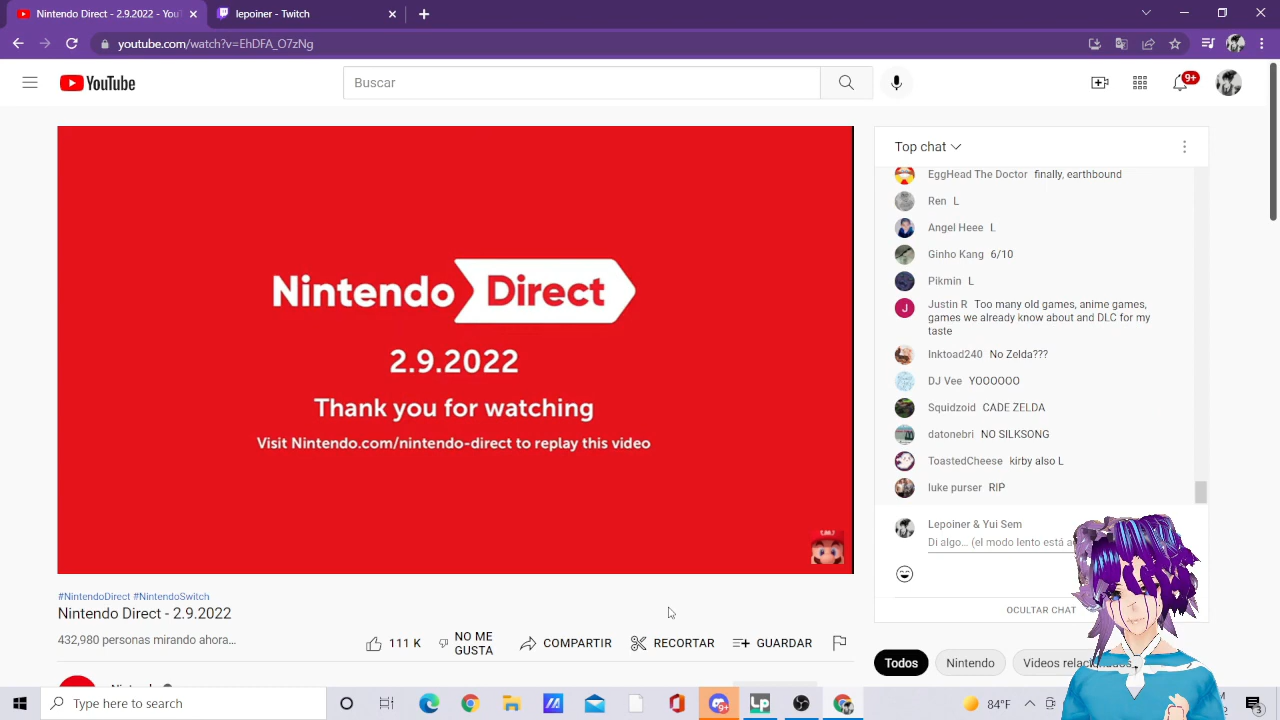 Nintendo Direct - 2.9.2022 - You
lepoiner - Twitch
youtube.com/watch?v=EhDFA_O7zNg
YouTube
Buscar
9+
Nintendo Direct
2.9.2022
Thank you for watching
Visit Nintendo.com/nintendo-direct to replay this video
#NintendoDirect #NintendoSwitch
Nintendo Direct - 2.9.2022
432,980 personas mirando ahora...
111 K
NO ME
GUSTA
COMPARTIR
RECORTAR
GUARDAR
Top chat
EggHead The Doctor finally, earthbound
Ren L
Angel Heee L
Ginho Kang 6/10
Pikmin L
J
Justin R Too many old games, anime games,
games we already know about and DLC for my
taste
Inktoad240 No Zelda???
DJ Vee YOOOOOO
Squidzoid CADE ZELDA
datonebri NO SILKSONG
ToastedCheese kirby also L
luke purser RIP
Lepoiner & Yui Sem
Di algo... (el modo lento está
OCULTAR CHAT
Todos
Nintendo
Videos
Type here to search
9+
Lp
84°F
3